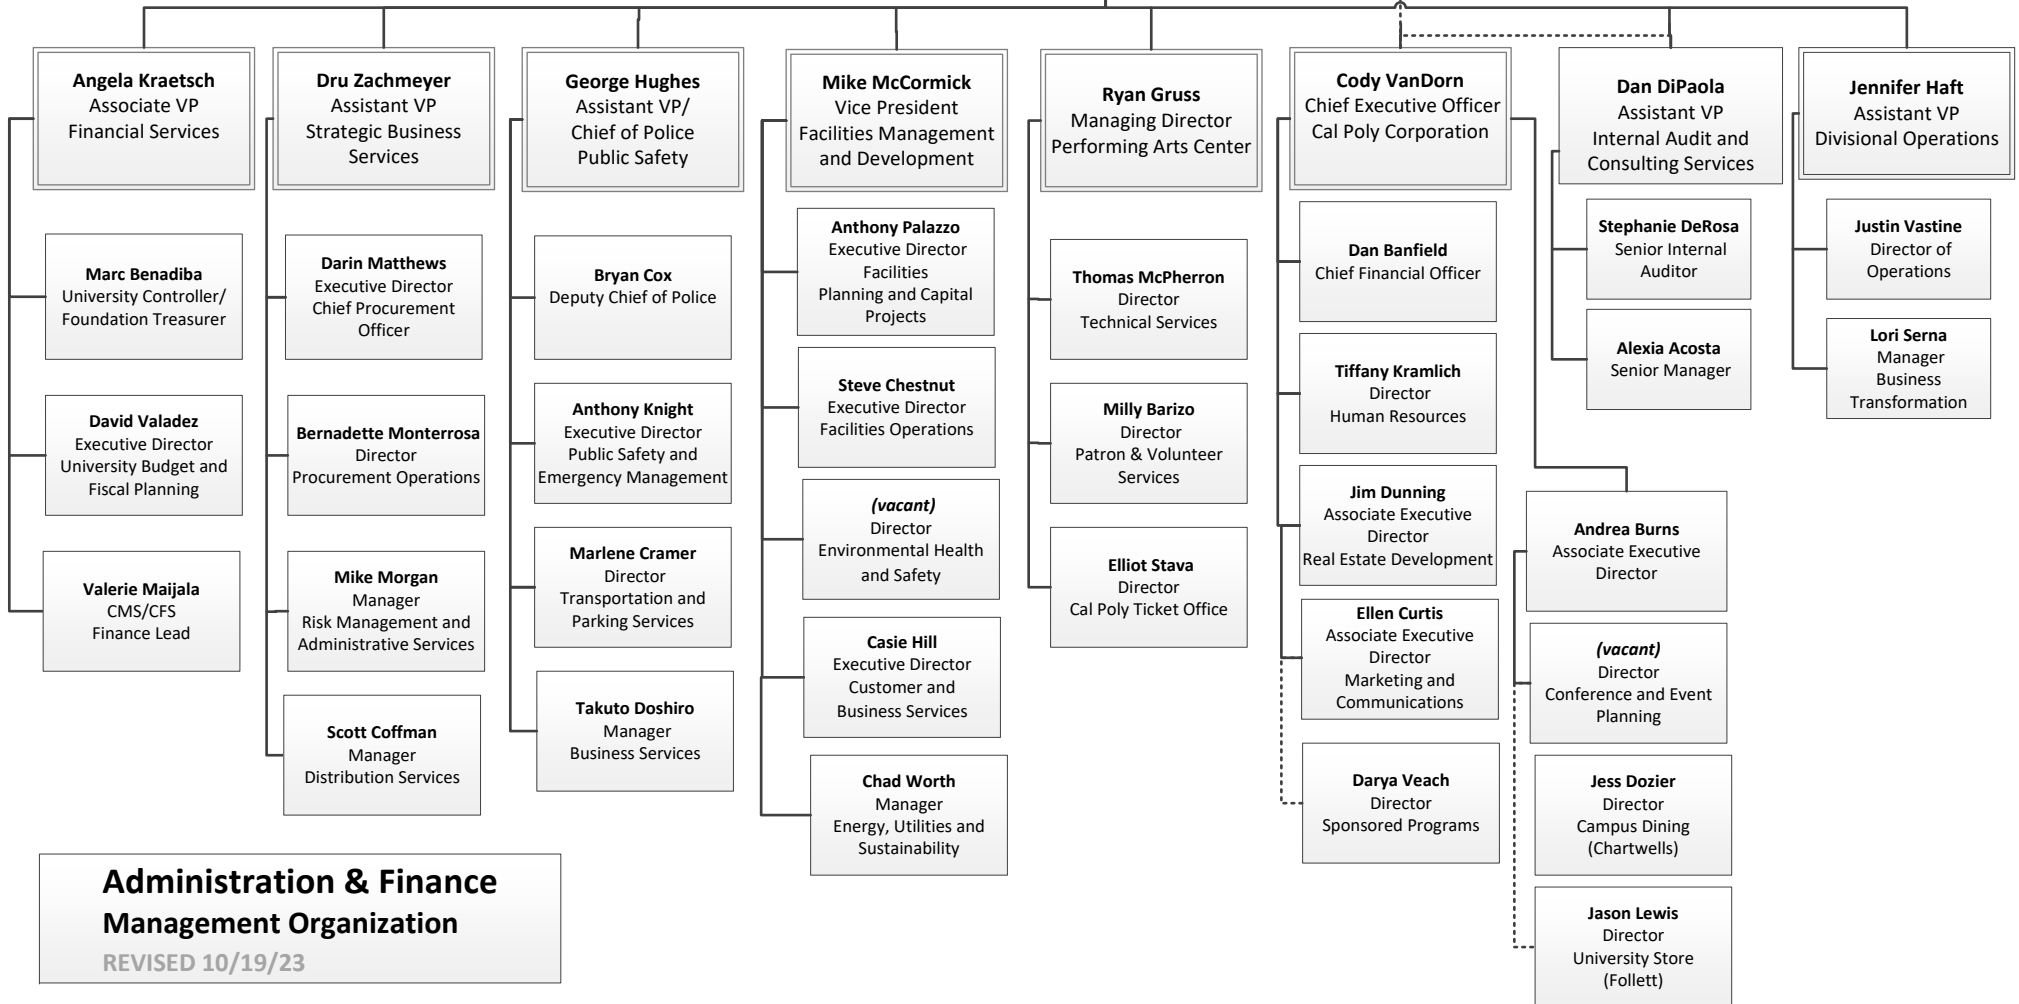 Angela Kraetsch
Associate VP
Financial Services
Dru Zachmeyer
Assistant VP
Strategic Business
Services
George Hughes
Assistant VP/
Chief of Police
Public Safety
Mike McCormick
Vice President
Facilities Management
and Development
Ryan Gruss
Managing Director
Performing Arts Center
Cody VanDorn
Chief Executive Officer
Cal Poly Corporation
Dan DiPaola
Assistant VP
Internal Audit and
Consulting Services
Jennifer Haft
Assistant VP
Divisional Operations
Marc Benadiba
University Controller/
Foundation Treasurer
David Valadez
Executive Director
University Budget and
Fiscal Planning
Valerie Maijala
CMS/CFS
Finance Lead
Darin Matthews
Executive Director
Chief Procurement
Officer
Bernadette Monterrosa
Director
Procurement Operations
Mike Morgan
Manager
Risk Management and
Administrative Services
Scott Coffman
Manager
Distribution Services
Bryan Cox
Deputy Chief of Police
Anthony Knight
Executive Director
Public Safety and
Emergency Management
Marlene Cramer
Director
Transportation and
Parking Services
Takuto Doshiro
Manager
Business Services
Anthony Palazzo
Executive Director
Facilities
Planning and Capital
Projects
Steve Chestnut
Executive Director
Facilities Operations
(vacant)
Director
Environmental Health
and Safety
Casie Hill
Executive Director
Customer and
Business Services
Chad Worth
Manager
Energy, Utilities and
Sustainability
Thomas McPherron
Director
Technical Services
Milly Barizo
Director
Patron & Volunteer
Services
Elliot Stava
Director
Cal Poly Ticket Office
Dan Banfield
Chief Financial Officer
Tiffany Kramlich
Director
Human Resources
Jim Dunning
Associate Executive
Director
Real Estate Development
Ellen Curtis
Associate Executive
Director
Marketing and
Communications
Darya Veach
Director
Sponsored Programs
Andrea Burns
Associate Executive
Director
(vacant)
Director
Conference and Event
Planning
Jess Dozier
Director
Campus Dining
(Chartwells)
Jason Lewis
Director
University Store
(Follett)
Stephanie DeRosa
Senior Internal
Auditor
Alexia Acosta
Senior Manager
Justin Vastine
Director of
Operations
Lori Serna
Manager
Business
Transformation
Administration & Finance
Management Organization
REVISED 10/19/23